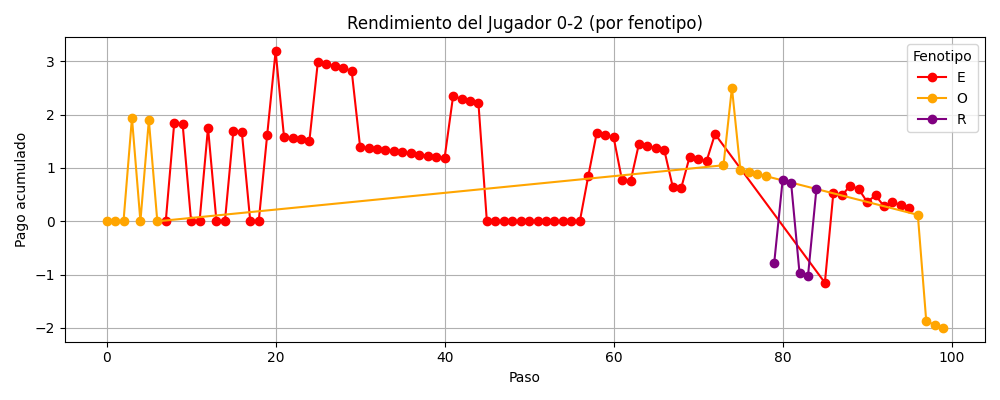 Rendimiento del Jugador 0-2 (por fenotipo)
Pago acumulado
3
2
1
0
−1
−2
0 20 40 60 80 100
Paso
Fenotipo
E
O
R